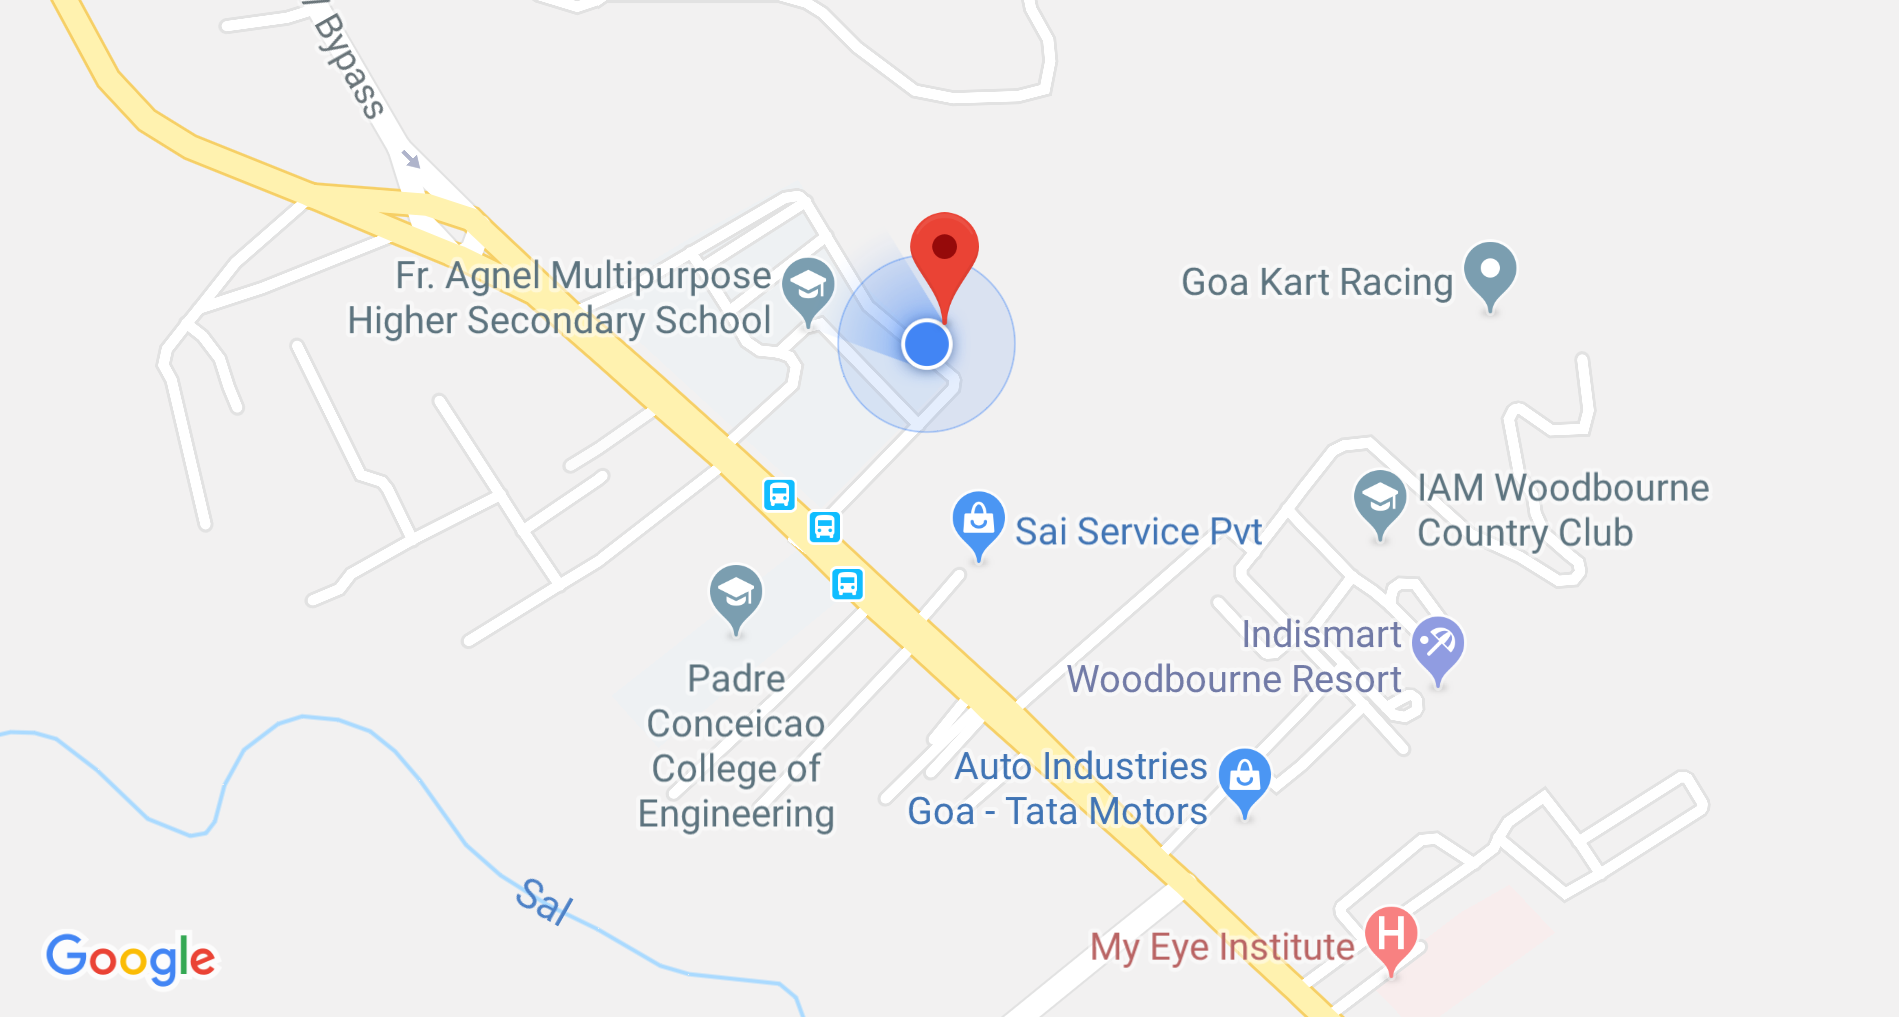 / Bypass
Fr. Agnel Multipurpose
Higher Secondary School
Goa Kart Racing
IAM Woodbourne
Country Club
Sai Service Pvt
Indismart
Woodbourne Resort
Padre
Conceicao
College of
Engineering
Auto Industries
Goa - Tata Motors
Sal
My Eye Institute
H
Google